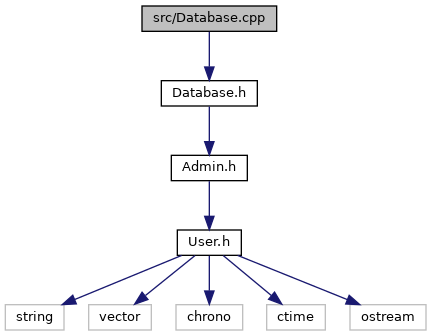 src/Database.cpp
Database.h
Admin.h
User.h
string
vector
chrono
ctime
ostream